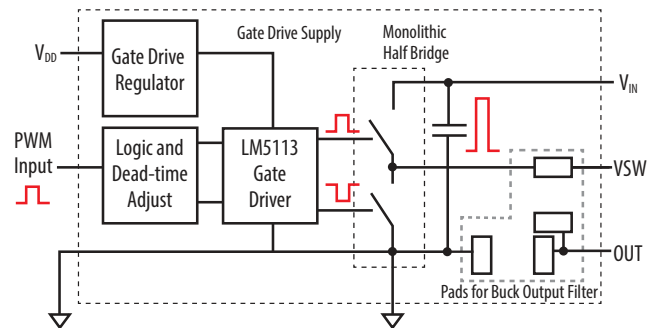 Gate Drive Supply
Monolithic
Half Bridge
VDD
Gate Drive
Regulator
VIN
PWM
Input
Logic and
Dead-time
Adjust
LM5113
Gate
Driver
VSW
OUT
Pads for Buck Output Filter